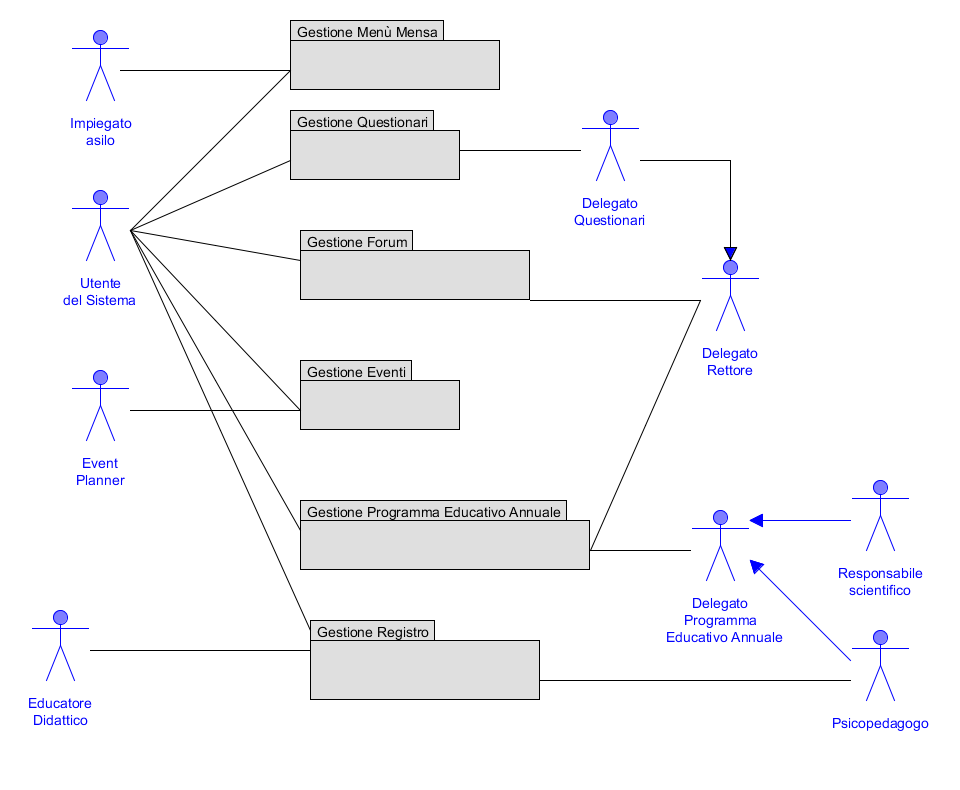 Gestione Menù Mensa
Impiegato
asilo
Gestione Questionari
Delegato
Questionari
Utente
del Sistema
Gestione Forum
Delegato
Rettore
Gestione Eventi
Event
Planner
Gestione Programma Educativo Annuale
Responsabile
scientifico
Delegato
Programma
Educativo Annuale
Gestione Registro
Educatore
Didattico
Psicopedagogo